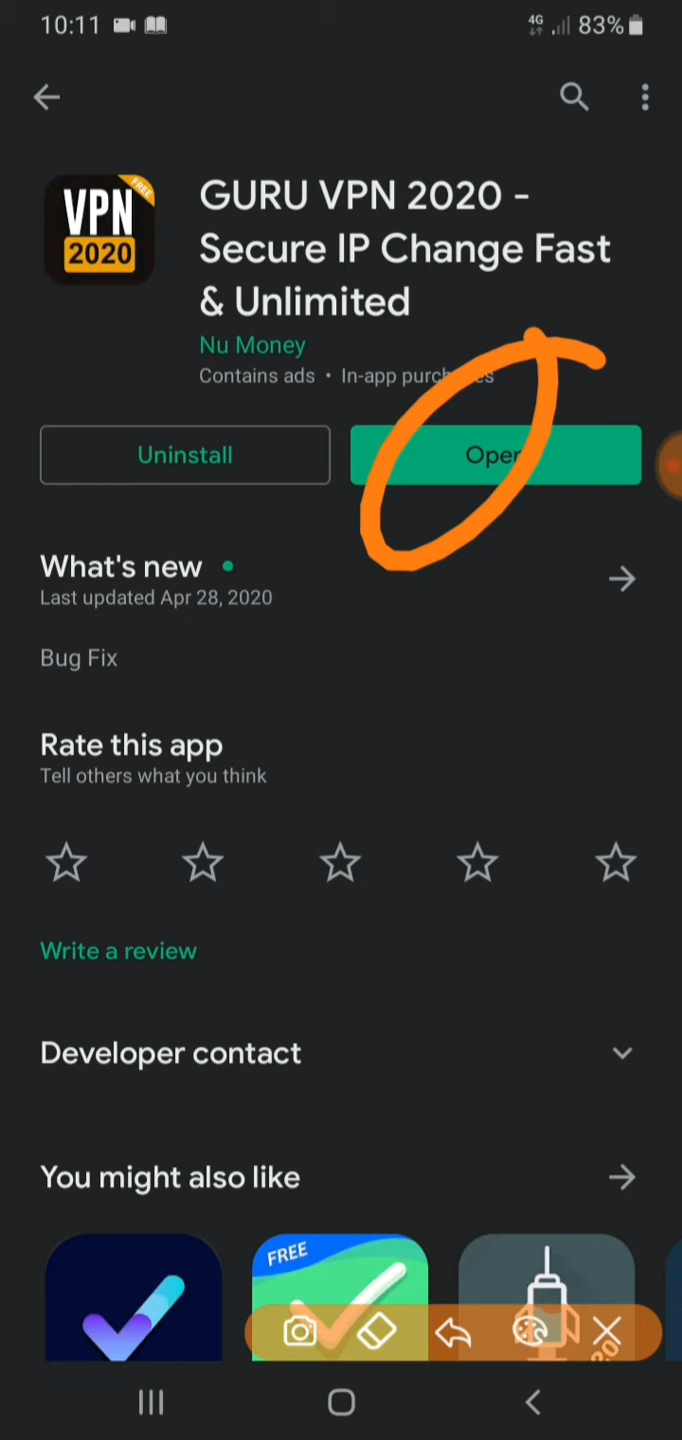 10:11
4G
83%
VPN
FREE
2020
GURU VPN 2020 -
Secure IP Change Fast
& Unlimited
Nu Money
Contains ads • In-app purchases
Uninstall
Open
What's new
Last updated Apr 28, 2020
Bug Fix
Rate this app
Tell others what you think
Write a review
Developer contact
You might also like
FREE